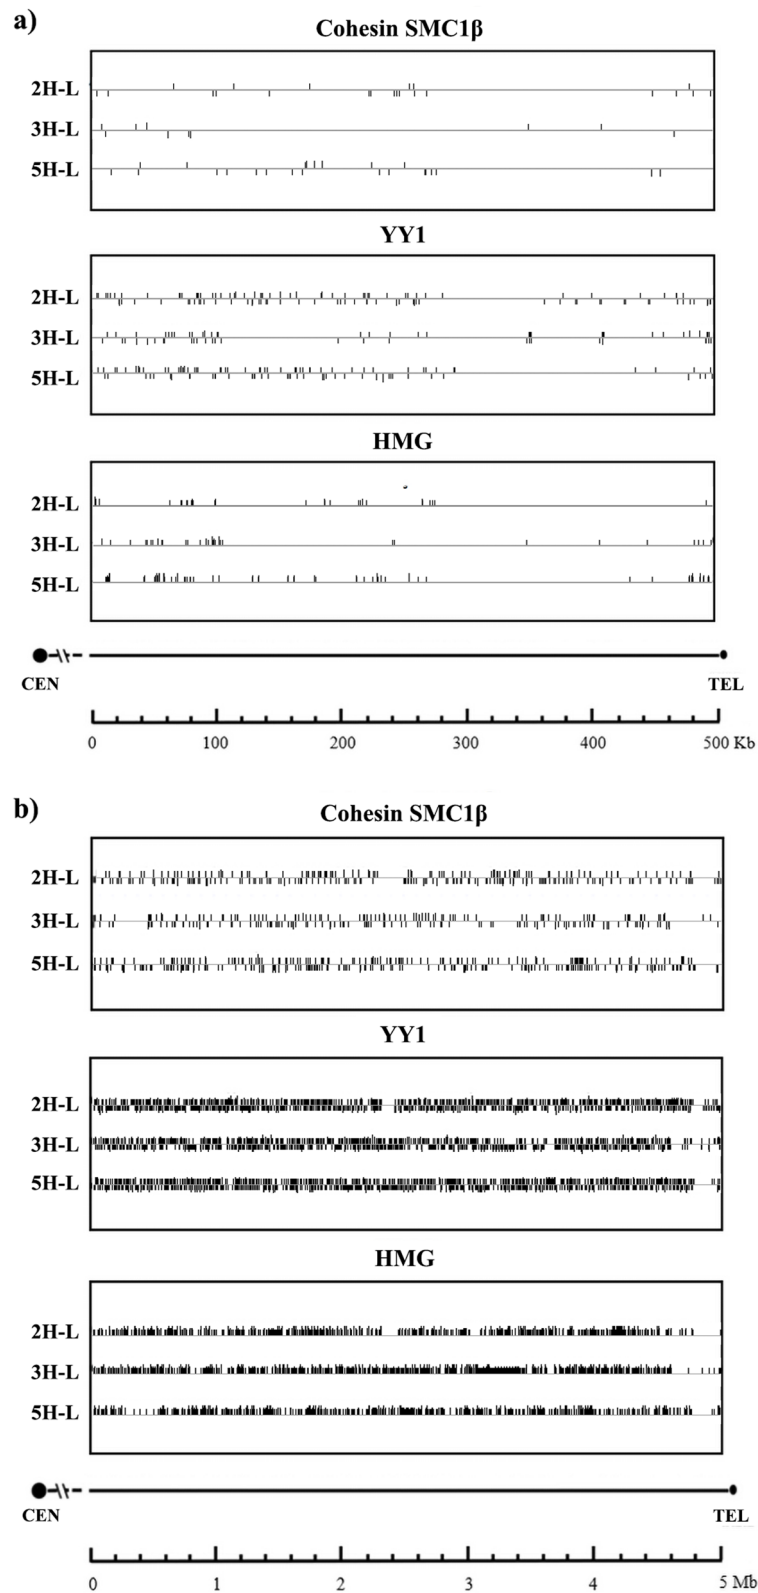 a)
Cohesin SMC1β
2H-L
3H-L
5H-L
YY1
2H-L
3H-L
5H-L
HMG
2H-L
3H-L
5H-L
CEN TEL
0 100 200 300 400 500 Kb
b)
Cohesin SMC1β
2H-L
3H-L
5H-L
YY1
2H-L
3H-L
5H-L
HMG
2H-L
3H-L
5H-L
CEN TEL
0 1 2 3 4 5 Mb